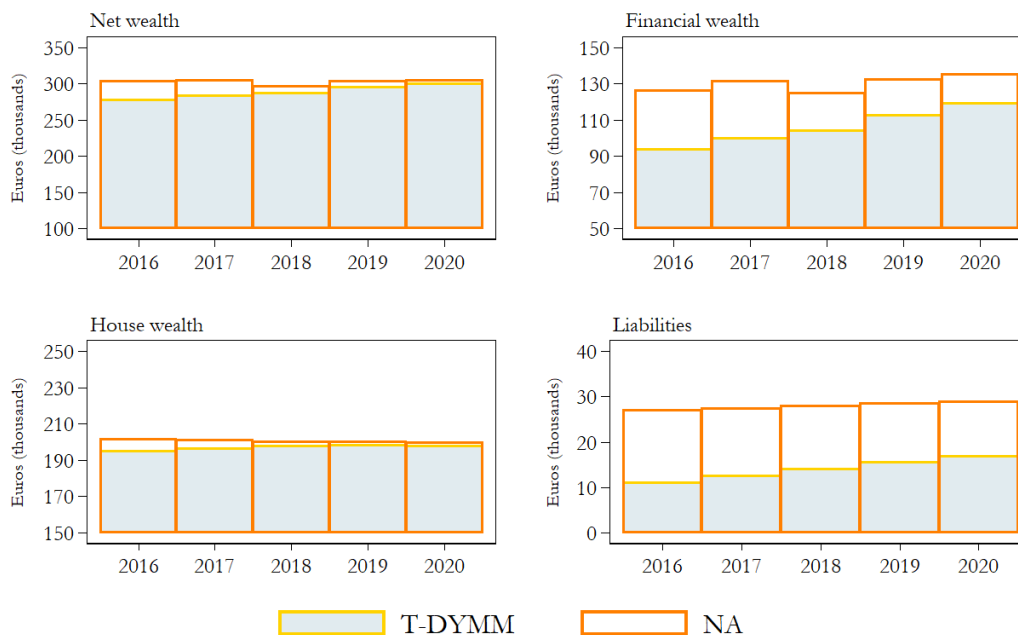 Net wealth
Euros (thousands)
350
300
250
200
150
100
2016 2017 2018 2019 2020
Financial wealth
Euros (thousands)
150
130
110
90
70
50
2016 2017 2018 2019 2020
House wealth
Euros (thousands)
250
230
210
190
170
150
2016 2017 2018 2019 2020
Liabilities
Euros (thousands)
40
30
20
10
0
2016 2017 2018 2019 2020
T-DYMM NA